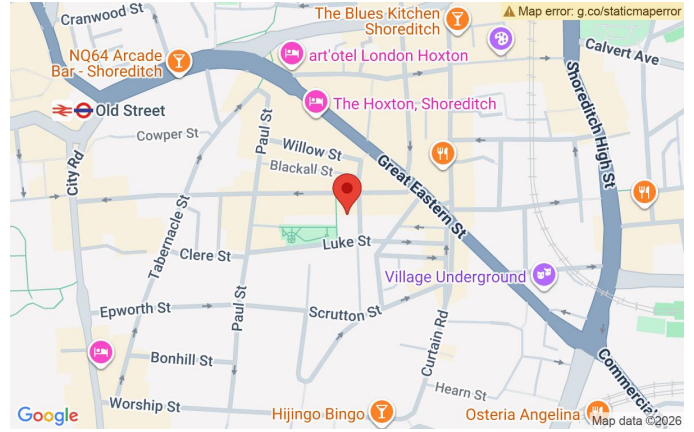 Cranwood St
The Blues Kitchen
Shoreditch
Map error: g.co/staticmaperror
NQ64 Arcade
Bar - Shoreditch
art'otel London Hoxton
Calvert Ave
Old Street
The Hoxton, Shoreditch
Shoreditch High St
Cowper St
Paul St
Willow St
Blackall St
City Rd
Great Eastern St
Tabernacle St
Clere St
Luke St
Village Underground
Epworth St
Paul St
Scrutton St
Curtain Rd
Bonhill St
Commercial
Hearn St
Worship St
Hijingo Bingo
Osteria Angelina
Google
Map data ©2026